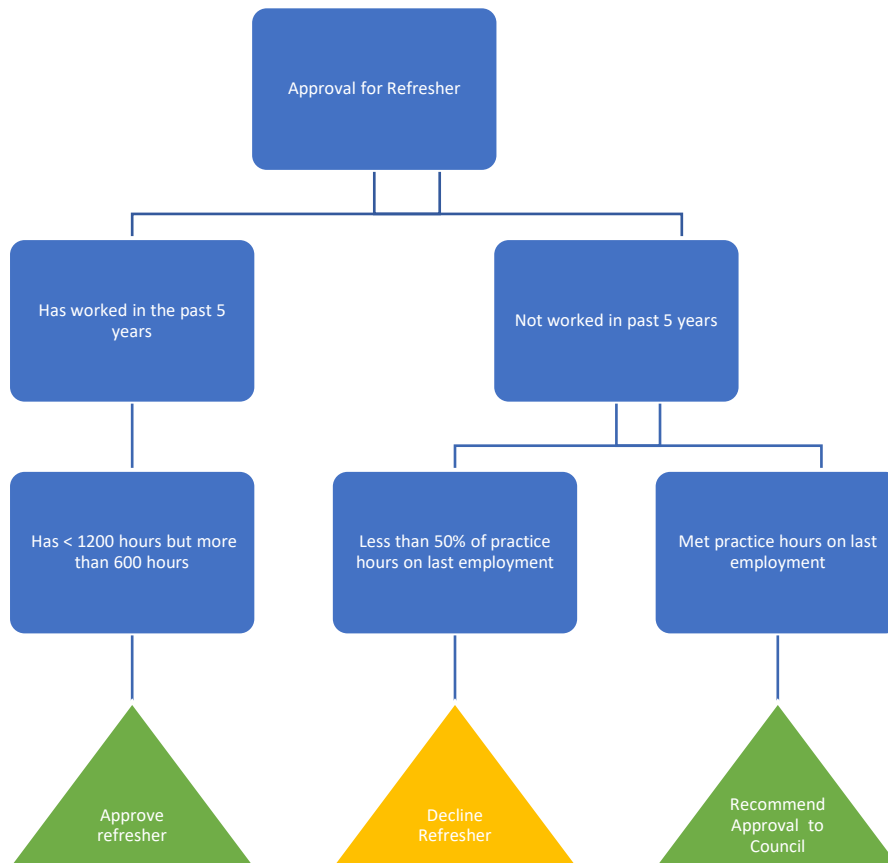 Approval for Refresher
Has worked in the past 5
years
Not worked in past 5 years
Has < 1200 hours but more
than 600 hours
Less than 50% of practice
hours on last employment
Met practice hours on last
employment
Approve
refresher
Decline
Refresher
Recommend
Approval to
Council